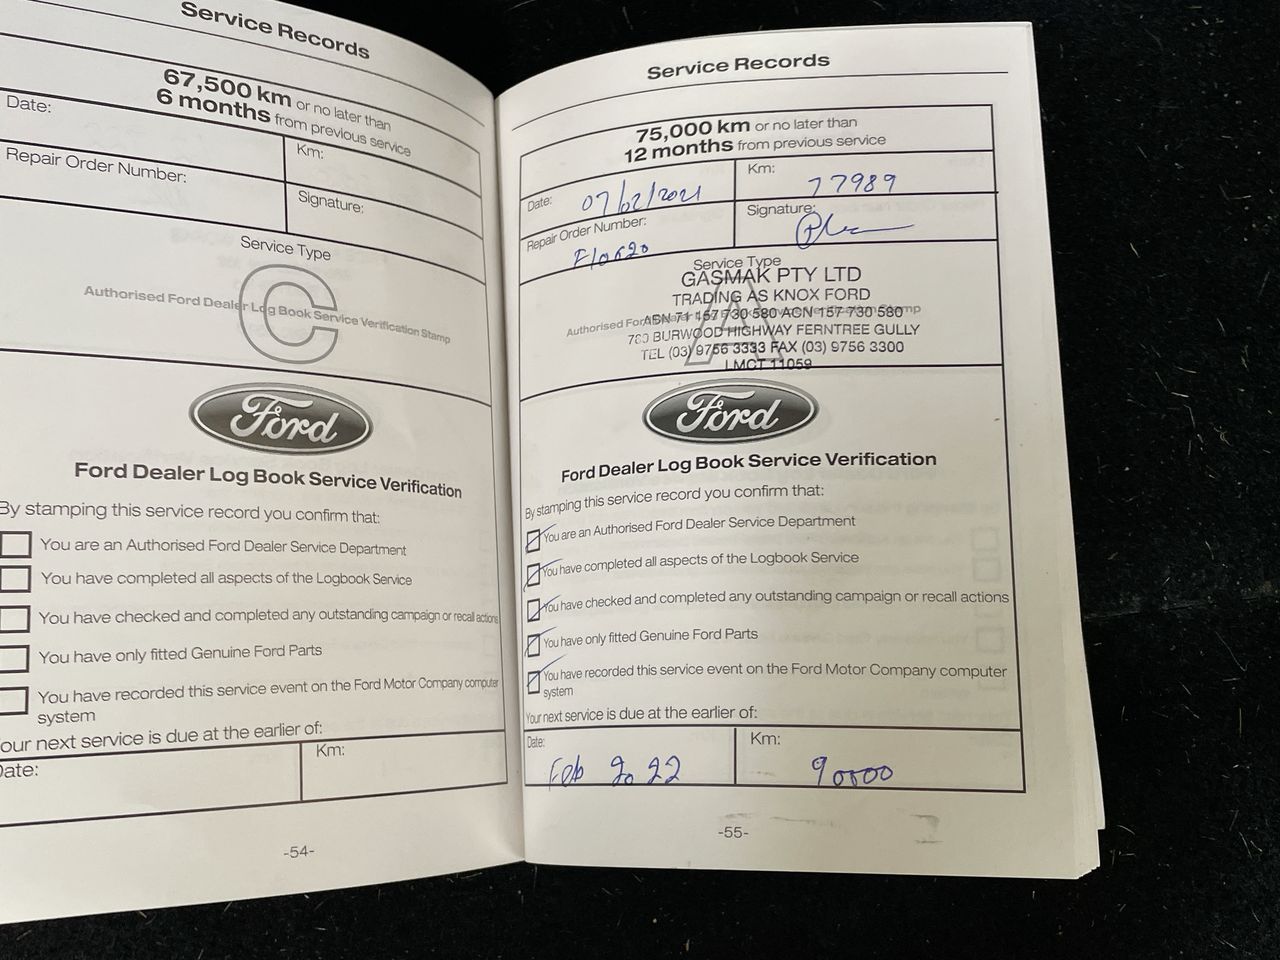 Service Records
67,500 km or no later than
6 months from previous service
Date:
Km:
Repair Order Number:
Signature:
Service Type
C
Authorised Ford Dealer Log Book Service Verification Stamp
Ford
Ford Dealer Log Book Service Verification
By stamping this service record you confirm that:
You are an Authorised Ford Dealer Service Department
You have completed all aspects of the Logbook Service
You have checked and completed any outstanding campaign or recall actions
You have only fitted Genuine Ford Parts
You have recorded this service event on the Ford Motor Company computer
system
our next service is due at the earlier of:
Date:
Km:
-54-
Service Records
75,000 km or no later than
12 months from previous service
Date: 07/02/2021
Km: 77989
Repair Order Number:
Signature:
Service Type
A
GASMAK PTY LTD
TRADING AS KNOX FORD
ABN 71 157 730 580 ACN 157 730 580
780 BURWOOD HIGHWAY FERNTREE GULLY
TEL (03) 9756 3333 FAX (03) 9756 3300
LMCT 11059
Ford
Ford Dealer Log Book Service Verification
By stamping this service record you confirm that:
You are an Authorised Ford Dealer Service Department
You have completed all aspects of the Logbook Service
You have checked and completed any outstanding campaign or recall actions
You have only fitted Genuine Ford Parts
You have recorded this service event on the Ford Motor Company computer
system
Your next service is due at the earlier of:
Date: Feb 2022
Km: 90000
-55-